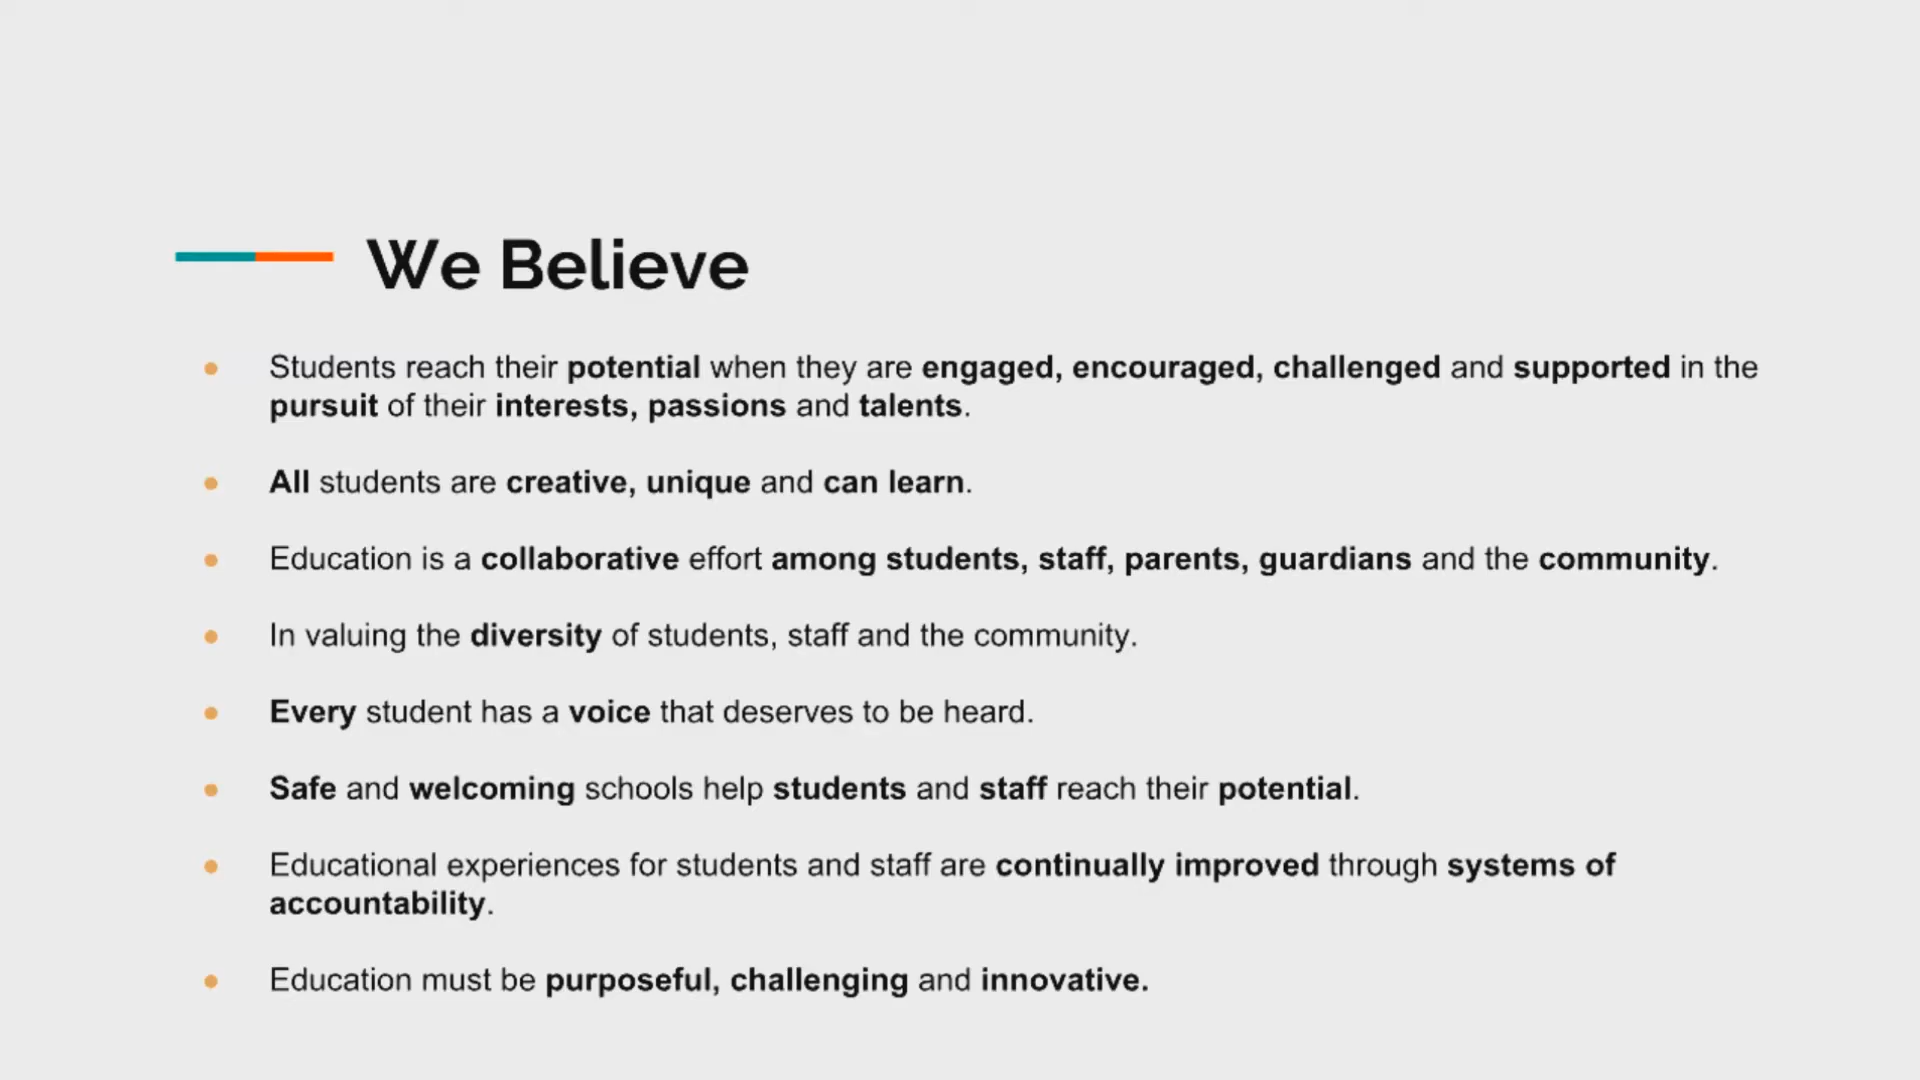 We Believe
Students reach their potential when they are engaged, encouraged, challenged and supported in the
pursuit of their interests, passions and talents.
All students are creative, unique and can learn.
Education is a collaborative effort among students, staff, parents, guardians and the community.
In valuing the diversity of students, staff and the community.
Every student has a voice that deserves to be heard.
Safe and welcoming schools help students and staff reach their potential.
Educational experiences for students and staff are continually improved through systems of
accountability.
Education must be purposeful, challenging and innovative.